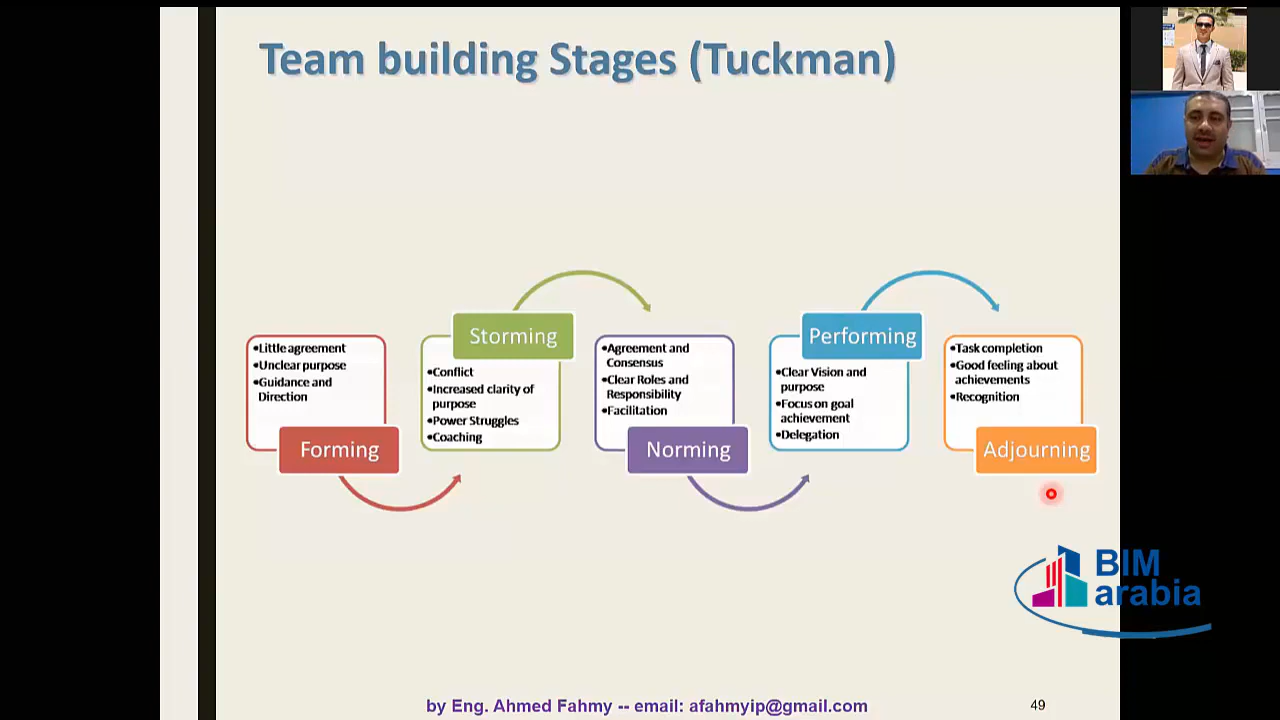 Team building Stages (Tuckman)
•Little agreement
•Unclear purpose
•Guidance and
Direction
Forming
Storming
•Conflict
•Increased clarity of
purpose
•Power Struggles
•Coaching
•Agreement and
Consensus
•Clear Roles and
Responsibility
•Facilitation
Norming
Performing
•Clear Vision and
purpose
•Focus on goal
achievement
•Delegation
•Task completion
•Good feeling about
achievements
•Recognition
Adjourning
BIM
arabia
by Eng. Ahmed Fahmy -- email: afahmyip@gmail.com
49